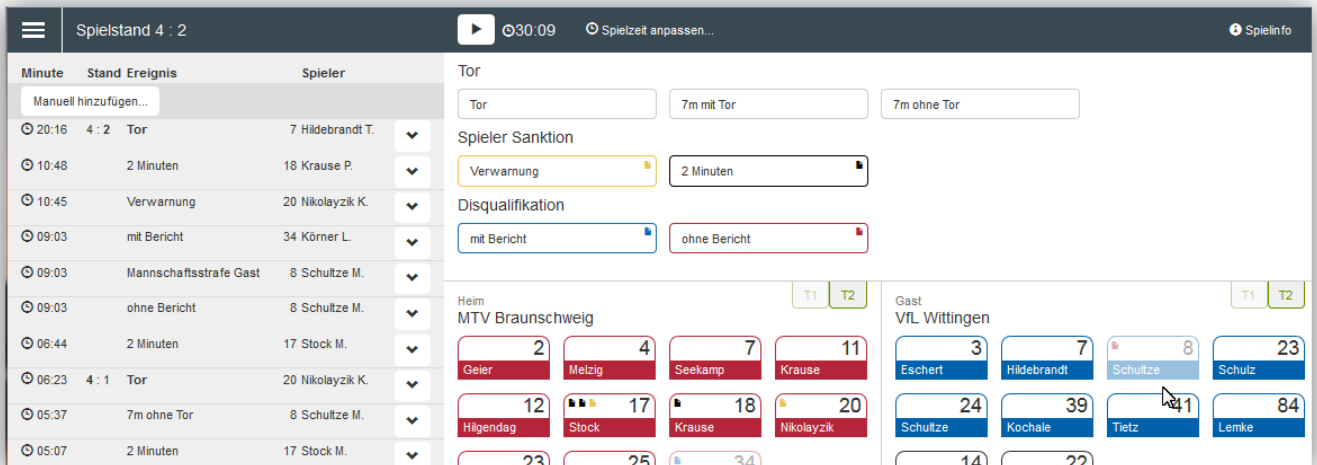 Spielstand 4 : 2
30:09 Spielzeit anpassen...
Spielinfo
Minute Stand Ereignis Spieler
Manuell hinzufügen...
20:16 4 : 2 Tor 7 Hildebrandt T.
10:48 2 Minuten 18 Krause P.
10:45 Verwarnung 20 Nikolayzik K.
09:03 mit Bericht 34 Körner L.
09:03 Mannschaftsstrafe Gast 8 Schultze M.
09:03 ohne Bericht 8 Schultze M.
06:44 2 Minuten 17 Stock M.
06:23 4 : 1 Tor 20 Nikolayzik K.
05:37 7m ohne Tor 8 Schultze M.
05:07 2 Minuten 17 Stock M.
Tor
Tor 7m mit Tor 7m ohne Tor
Spieler Sanktion
Verwarnung 2 Minuten
Disqualifikation
mit Bericht ohne Bericht
Heim
MTV Braunschweig
T1 T2
2 4 7 11
Geier Melzig Seekamp Krause
12 17 18 20
Hilgendag Stock Krause Nikolayzik
23 25 34
Gast
VfL Wittingen
T1 T2
3 7 8 23
Eschert Hildebrandt Schultze Schulz
24 39 41 84
Schultze Kochale Tietz Lemke
14 22